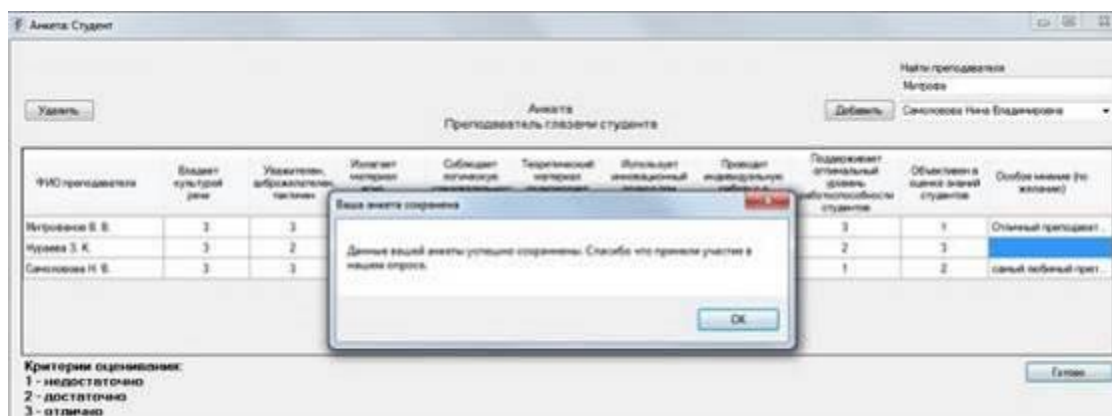 Анкета: Студент
Найти преподавателя
Митрова
Удалить
Анкета
Преподаватель глазами студента
Добавить
Самоловова Нина Владимировна
ФИО преподавателя
Владеет культурой речи
Уважителен, доброжелателен, тактичен
Излагает материал ясно,
Соблюдает логическую
Теоретический материал
Использует инновационный
Проводит индивидуальную
Поддерживает оптимальный уровень работоспособности студентов
Объективен в оценке знаний студентов
Особое мнение (по желанию)
Митрованов В. В. 3 3 3 1 Отличный преподават...
Нураева З. К. 3 2 2 3
Самоловова Н. В. 3 3 1 2 самый любимый преп...
Ваша анкета сохранена
Данные вашей анкеты успешно сохранены. Спасибо что приняли участие в
нашем опросе.
OK
Критерии оценивания:
1 - недостаточно
2 - достаточно
3 - отлично
Готово